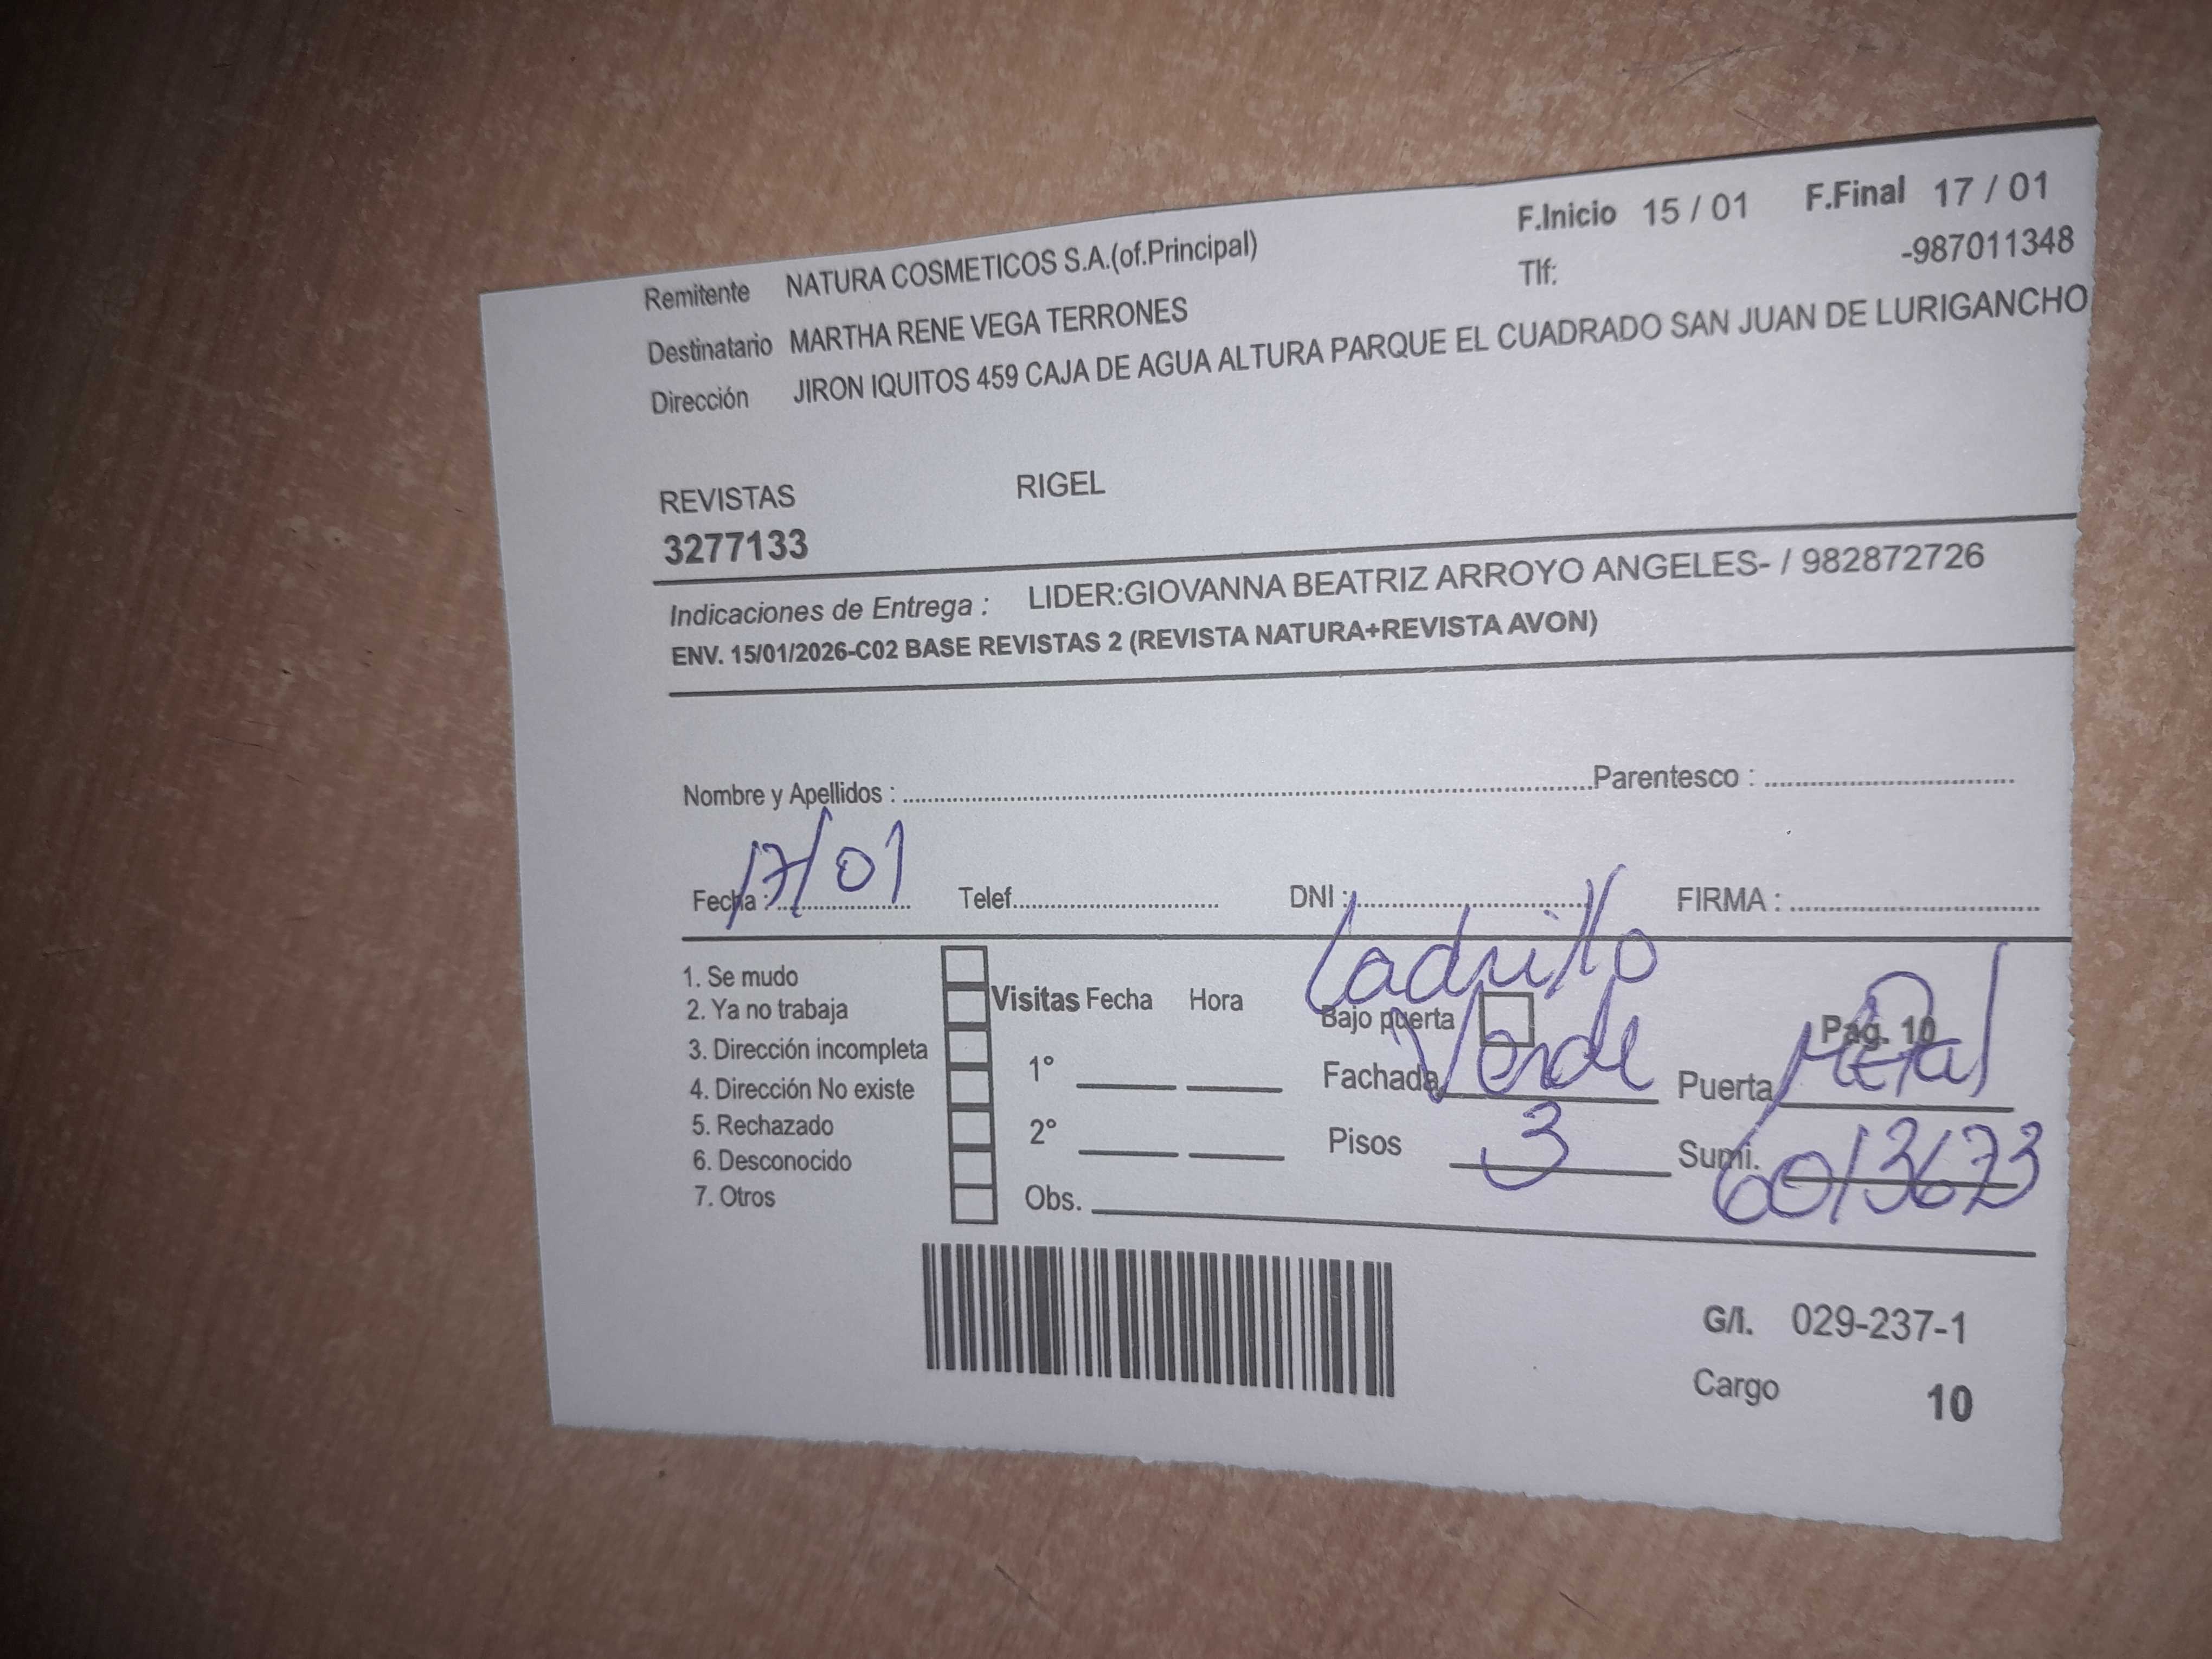 F.Inicio 15 / 01 F.Final 17 / 01
Remitente NATURA COSMETICOS S.A.(of.Principal) Tlf: -987011348
Destinatario MARTHA RENE VEGA TERRONES
Dirección JIRON IQUITOS 459 CAJA DE AGUA ALTURA PARQUE EL CUADRADO SAN JUAN DE LURIGANCHO
REVISTAS RIGEL
3277133
Indicaciones de Entrega : LIDER:GIOVANNA BEATRIZ ARROYO ANGELES- / 982872726
ENV. 15/01/2026-C02 BASE REVISTAS 2 (REVISTA NATURA+REVISTA AVON)
Nombre y Apellidos : Parentesco :
Fecha : 17/01 Telef. DNI : FIRMA :
1. Se mudo
2. Ya no trabaja
3. Dirección incompleta
4. Dirección No existe
5. Rechazado
6. Desconocido
7. Otros
Visitas Fecha Hora
1°
2°
Obs.
Ladrillo
Bajo puerta Pag. 10
Fachada Verde Puerta Metal
Pisos 3 Sumi. 6013673
G/I. 029-237-1
Cargo 10